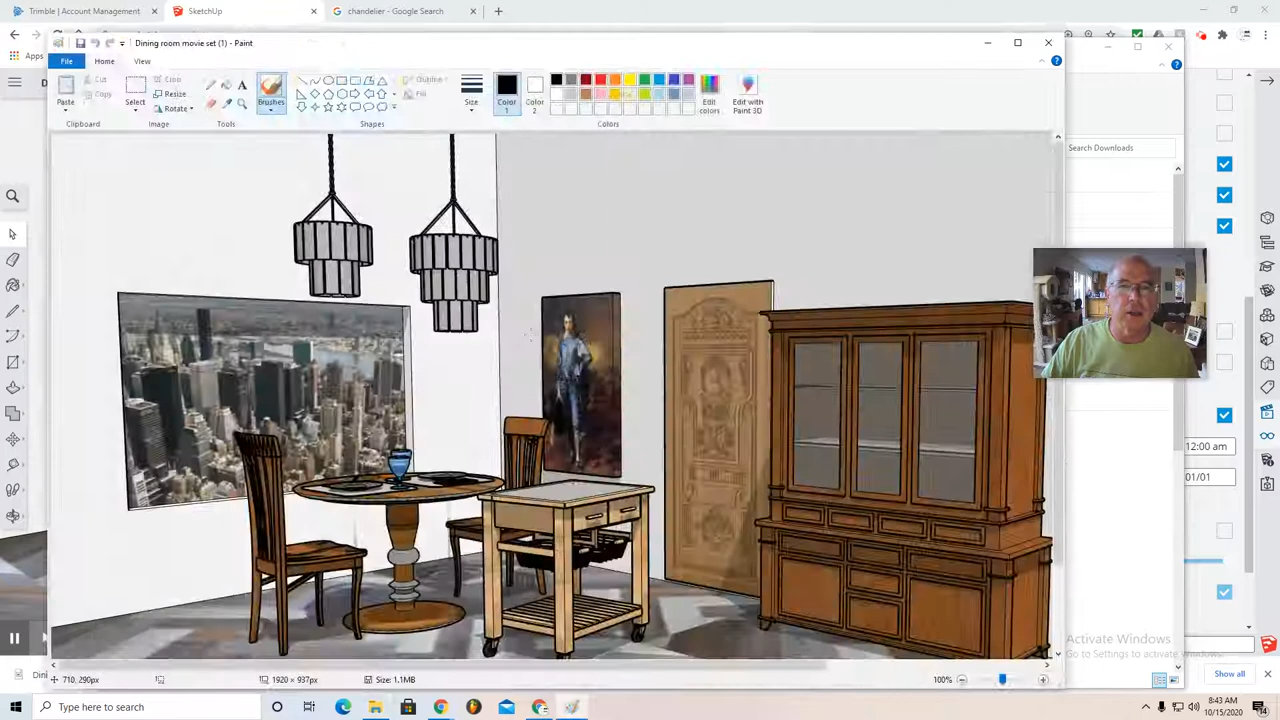 Trimble | Account Management
SketchUp
chandelier - Google Search
Apps
Dining room movie set (1) - Paint
File
Home
View
Paste
Cut
Copy
Clipboard
Select
Crop
Resize
Rotate
Image
A
Tools
Brushes
Outline
Fill
Shapes
Size
Color
1
Color
2
Edit
colors
Edit with
Paint 3D
Colors
Search Downloads
12:00 am
01/01
Activate Windows
Go to Settings to activate Windows.
710, 290px
1920 × 937px
Size: 1.1MB
100%
Show all
Type here to search
8:43 AM
10/15/2020